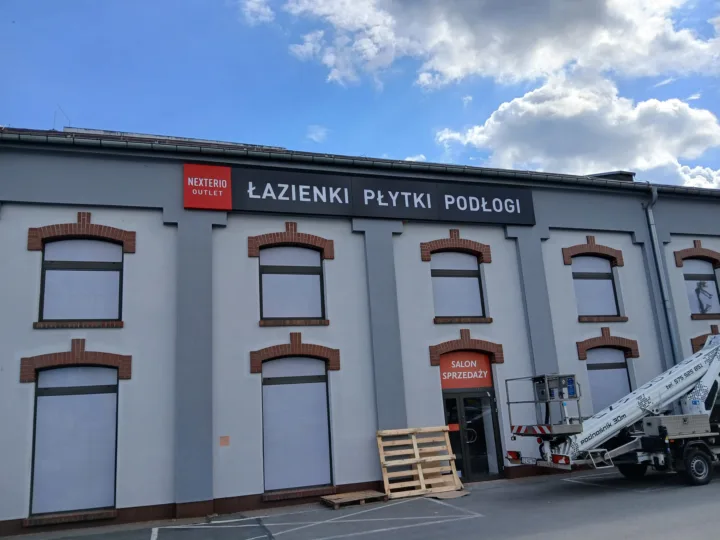 NEXTERIO
OUTLET
ŁAZIENKI PŁYTKI PODŁOGI
SALON
SPRZEDAŻY
podnośnik 30m